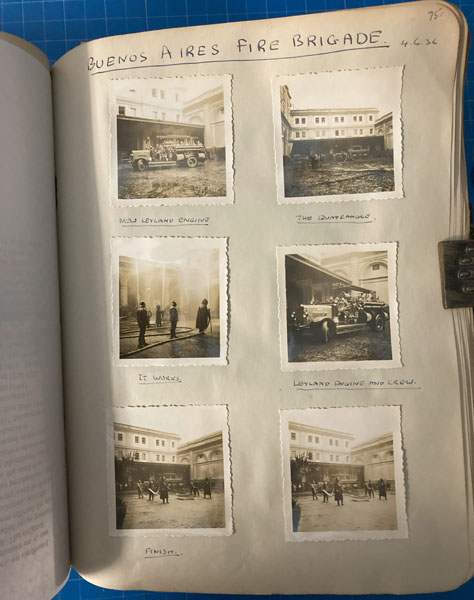 75.
BUENOS AIRES FIRE BRIGADE. 4.6.36
NEW LEYLAND ENGINE
THE QUADRANGLE.
IT WORKS.
LEYLAND ENGINE AND CREW.
FINISH.